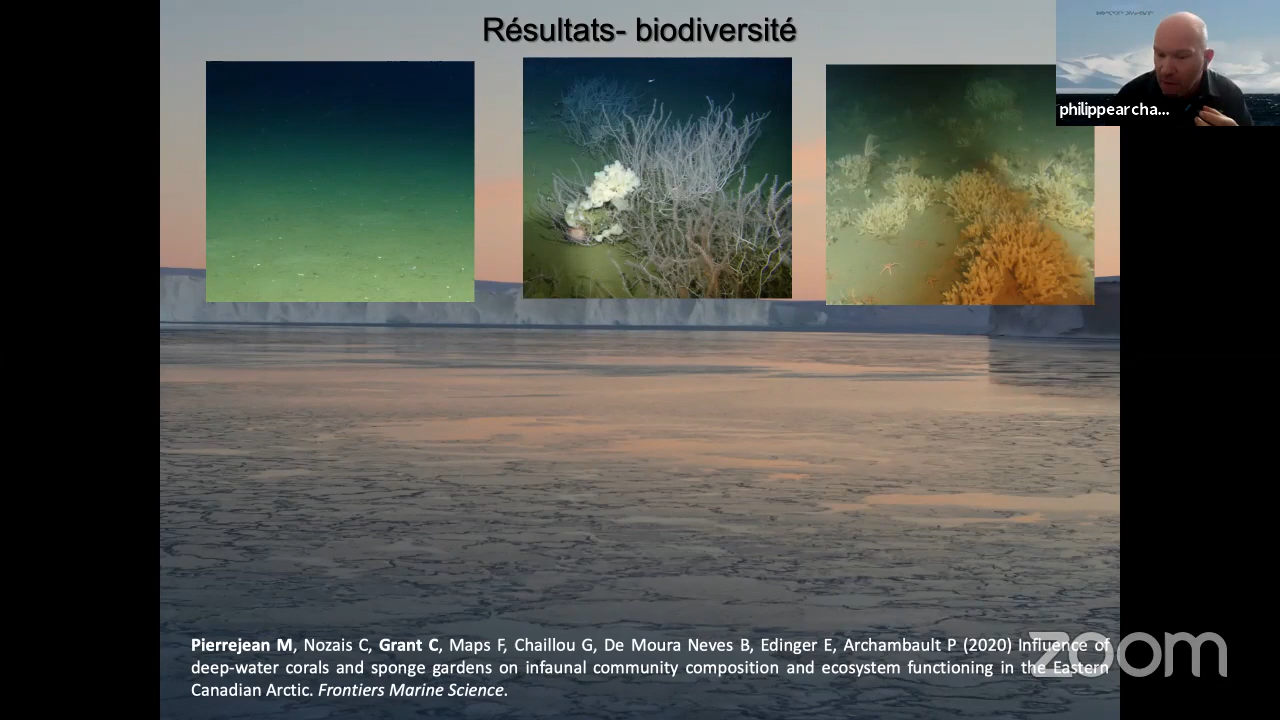 Résultats- biodiversité
philippearcha...
Pierrejean M, Nozais C, Grant C, Maps F, Chaillou G, De Moura Neves B, Edinger E, Archambault P (2020) Influence of
deep-water corals and sponge gardens on infaunal community composition and ecosystem functioning in the Eastern
Canadian Arctic. Frontiers Marine Science.
zoom